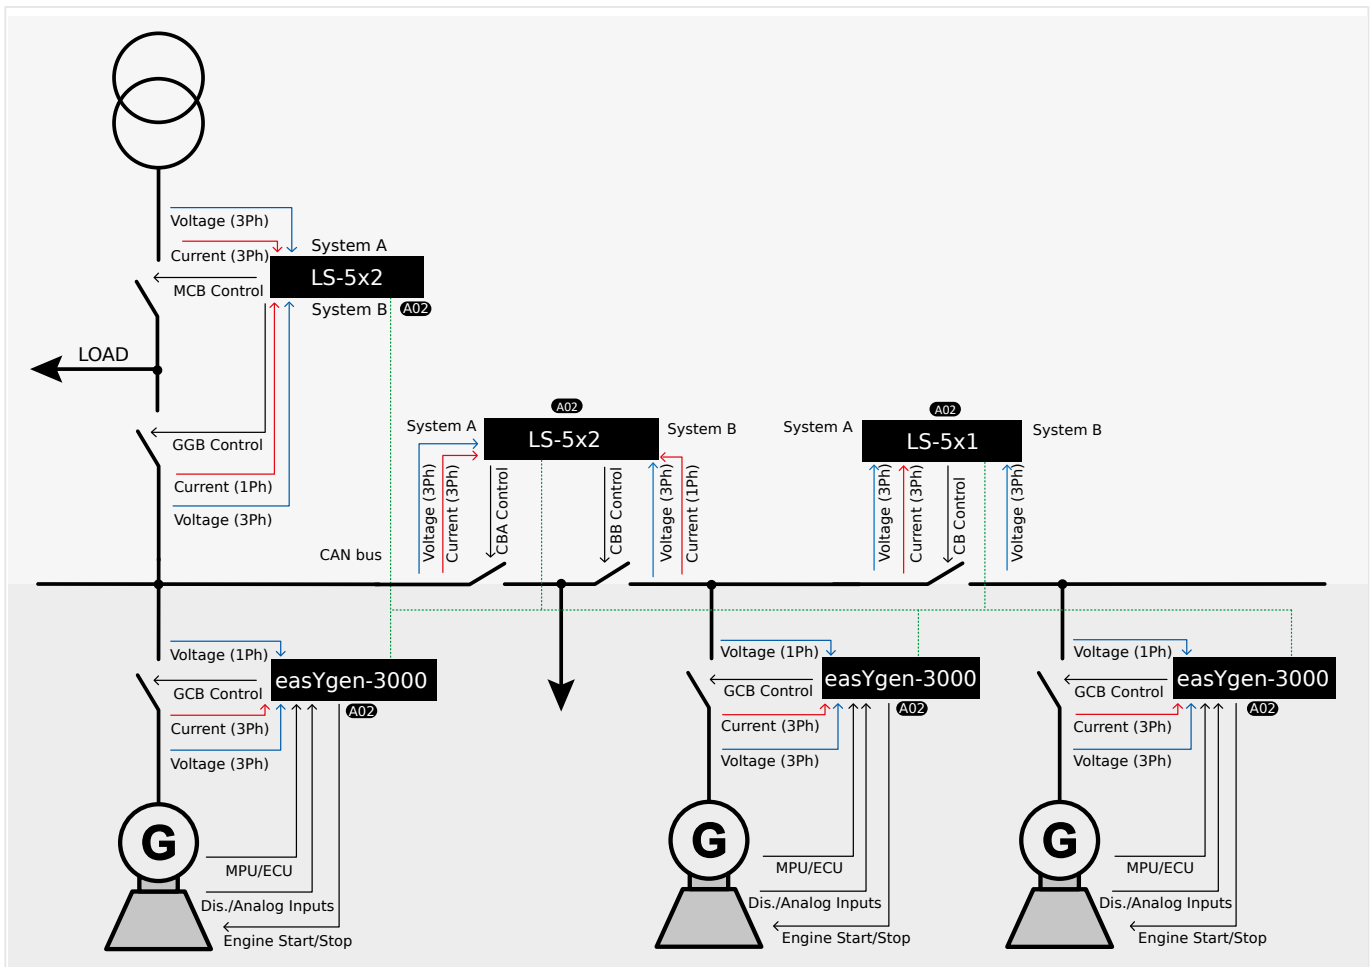 Voltage (3Ph)
System A
Current (3Ph)
LS-5x2
MCB Control
System B
A02
LOAD
GGB Control
Current (1Ph)
Voltage (3Ph)
CAN bus
A02
System A
LS-5x2
System B
Voltage (3Ph)
Current (3Ph)
CBA Control
CBB Control
Voltage (3Ph)
Current (1Ph)
A02
System A
LS-5x1
System B
Voltage (3Ph)
Current (3Ph)
CB Control
Voltage (3Ph)
Voltage (1Ph)
easYgen-3000
GCB Control
A02
Current (3Ph)
Voltage (3Ph)
G
MPU/ECU
Dis./Analog Inputs
Engine Start/Stop
Voltage (1Ph)
easYgen-3000
GCB Control
A02
Current (3Ph)
Voltage (3Ph)
G
MPU/ECU
Dis./Analog Inputs
Engine Start/Stop
Voltage (1Ph)
easYgen-3000
GCB Control
A02
Current (3Ph)
Voltage (3Ph)
G
MPU/ECU
Dis./Analog Inputs
Engine Start/Stop